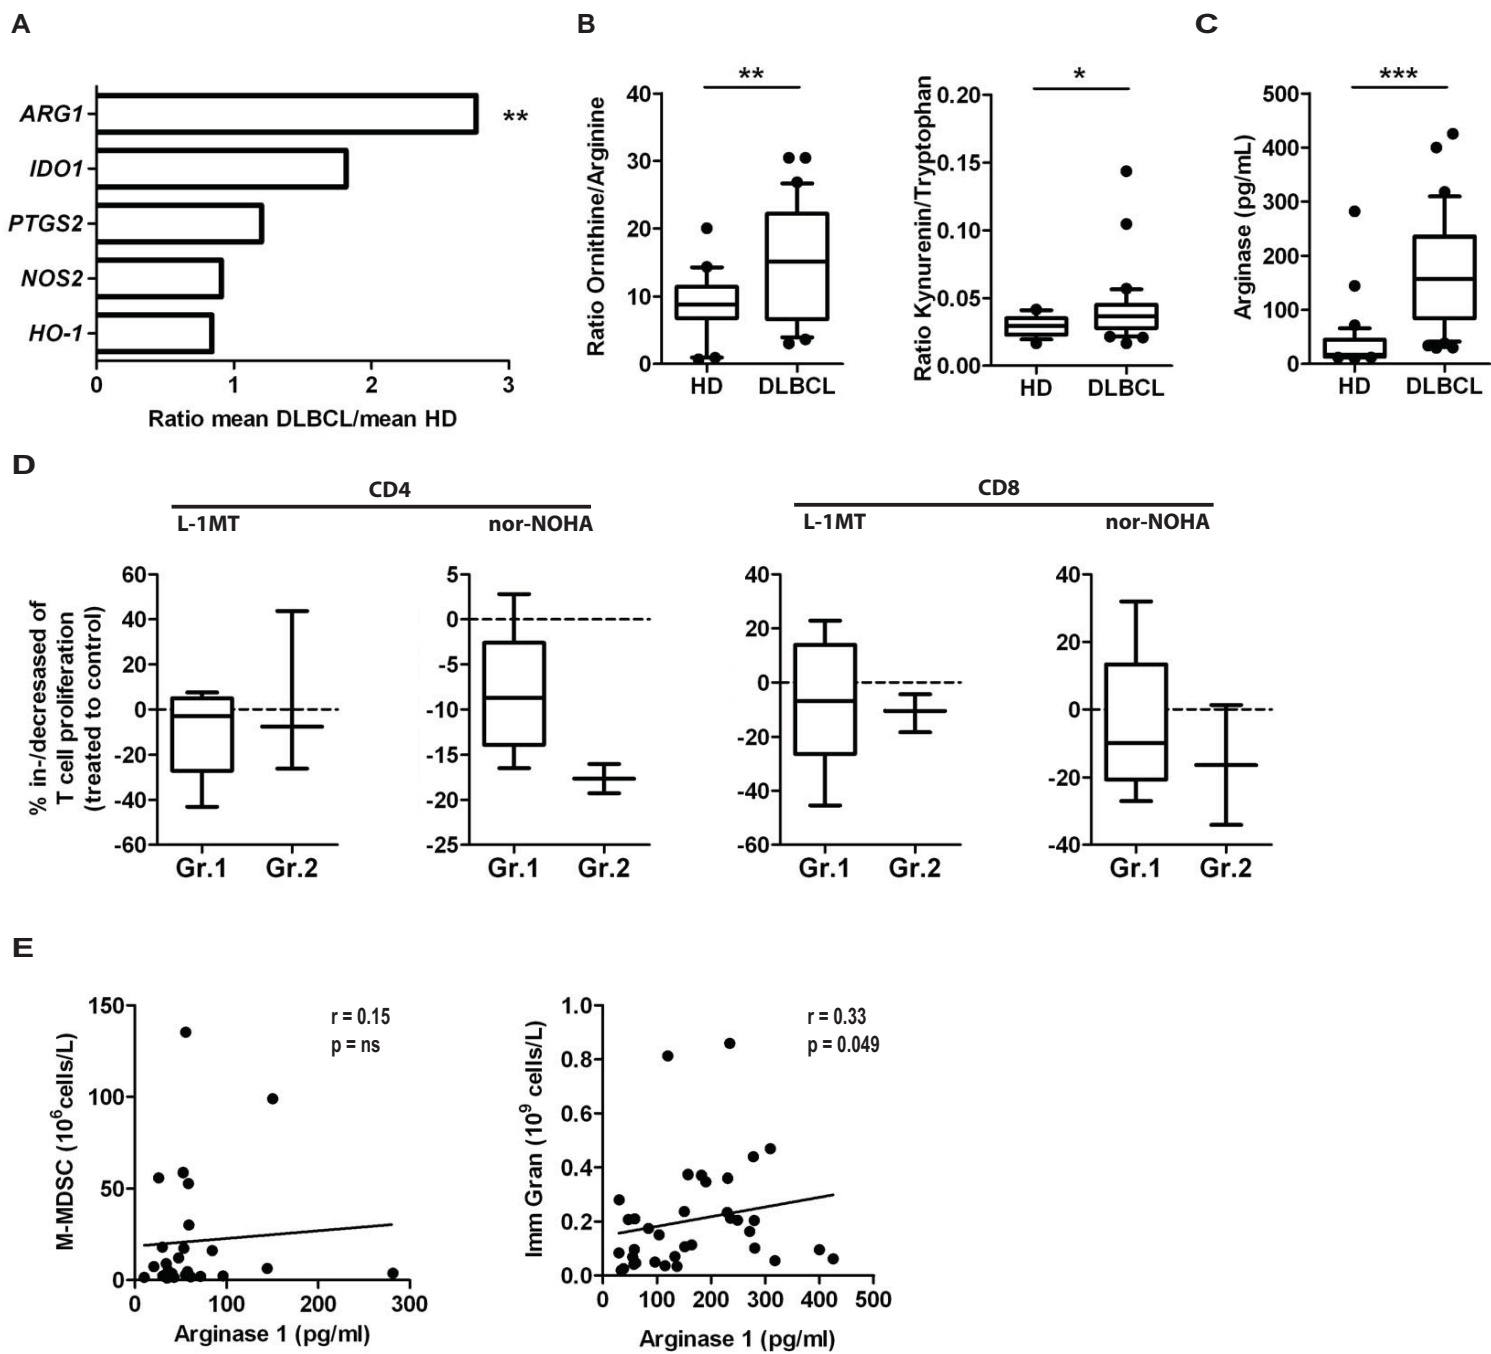 A
ARG1
**
IDO1
PTGS2
NOS2
HO-1
0 1 2 3
Ratio mean DLBCL/mean HD
B
Ratio Ornithine/Arginine
40
30
20
10
0
**
HD DLBCL
Ratio Kynurenin/Tryptophan
0.20
0.15
0.10
0.05
0.00
*
HD DLBCL
C
Arginase (pg/mL)
500
400
300
200
100
0
***
HD DLBCL
D
CD4
L-1MT nor-NOHA
% in-/decresased of
T cell proliferation
(treated to control)
60
40
20
0
-20
-40
-60
Gr.1 Gr.2
5
0
-5
-10
-15
-20
-25
Gr.1 Gr.2
CD8
L-1MT nor-NOHA
40
20
0
-20
-40
-60
Gr.1 Gr.2
40
20
0
-20
-40
Gr.1 Gr.2
E
M-MDSC (10^6cells/L)
150
100
50
0
r = 0.15
p = ns
0 100 200 300
Arginase 1 (pg/ml)
Imm Gran (10^9 cells/L)
1.0
0.8
0.6
0.4
0.2
0.0
r = 0.33
p = 0.049
0 100 200 300 400 500
Arginase 1 (pg/ml)